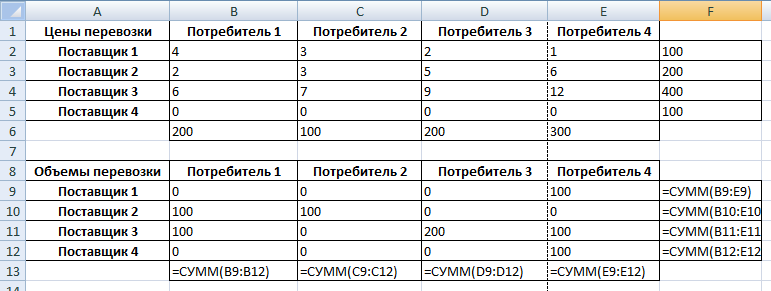 A B C D E F
1 Цены перевозки Потребитель 1 Потребитель 2 Потребитель 3 Потребитель 4
2 Поставщик 1 4 3 2 1 100
3 Поставщик 2 2 3 5 6 200
4 Поставщик 3 6 7 9 12 400
5 Поставщик 4 0 0 0 0 100
6 200 100 200 300
7
8 Объемы перевозки Потребитель 1 Потребитель 2 Потребитель 3 Потребитель 4
9 Поставщик 1 0 0 0 100 =СУММ(B9:E9)
10 Поставщик 2 100 100 0 0 =СУММ(B10:E10
11 Поставщик 3 100 0 200 0 =СУММ(B11:E11
12 Поставщик 4 0 0 0 100 =СУММ(B12:E12
13 =СУММ(B9:B12) =СУММ(C9:C12) =СУММ(D9:D12) =СУММ(E9:E12)